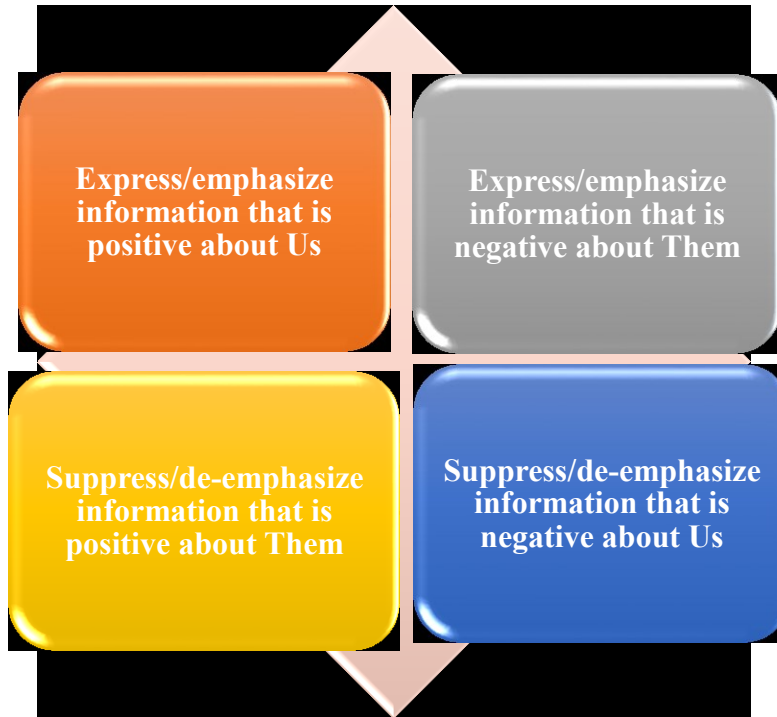 Express/emphasize
information that is
positive about Us
Express/emphasize
information that is
negative about Them
Suppress/de-emphasize
information that is
positive about Them
Suppress/de-emphasize
information that is
negative about Us